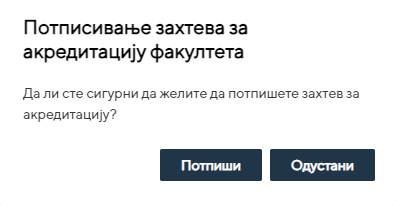 Потписивање захтева за
акредитацију факултета
Да ли сте сигурни да желите да потпишете захтев за
акредитацију?
Потпиши
Одустани